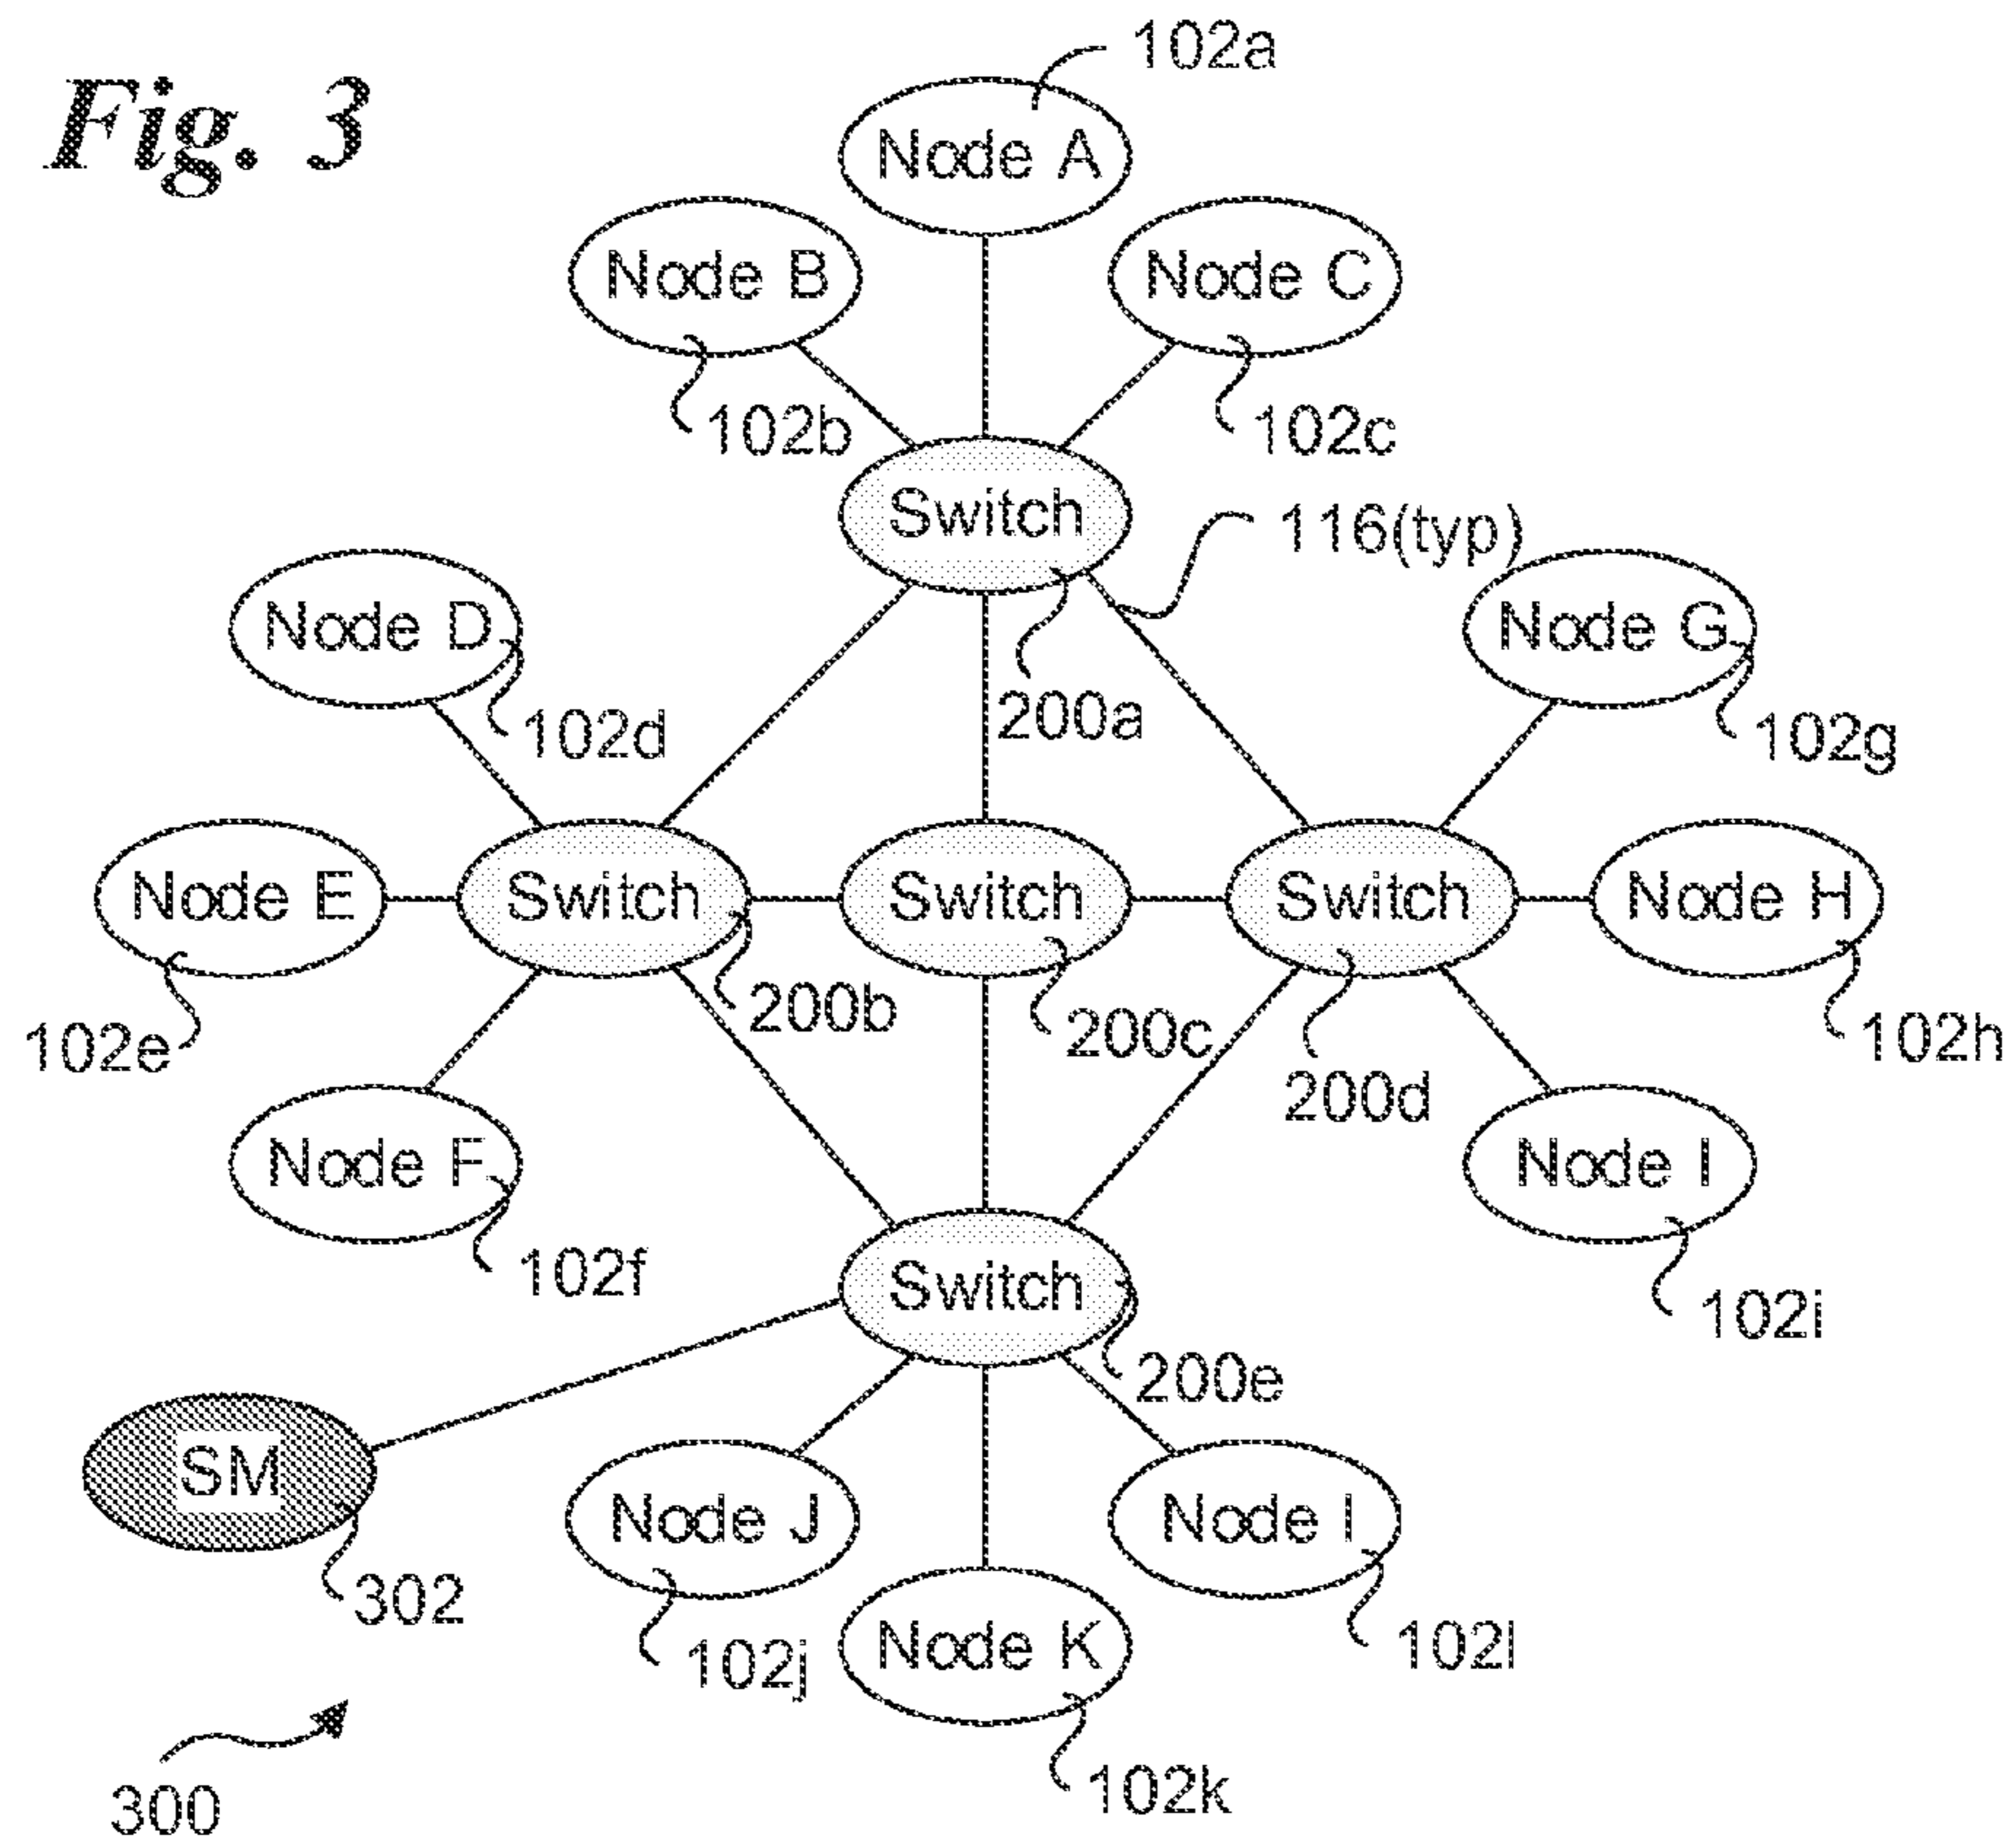 Fig. 3
102a
Node A
Node B
Node C
102b
102c
Switch
116(typ)
Node D
Node G
200a
102d
102g
Node E
Switch
Switch
Switch
Node H
200b
200c
102e
102h
200d
Node F
Node I
102f
Switch
102i
200e
SM
Node J
Node I
302
Node K
102l
102j
102k
300